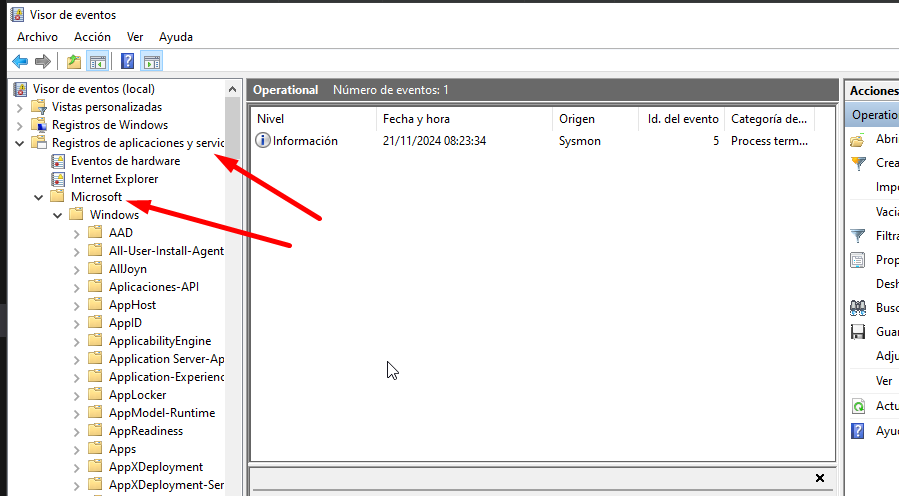 Visor de eventos
Archivo Acción Ver Ayuda
Visor de eventos (local)
Vistas personalizadas
Registros de Windows
Registros de aplicaciones y servic
Eventos de hardware
Internet Explorer
Microsoft
Windows
AAD
All-User-Install-Agent
AllJoyn
Aplicaciones-API
AppHost
AppID
ApplicabilityEngine
Application Server-Ap
Application-Experienc
AppLocker
AppModel-Runtime
AppReadiness
Apps
AppXDeployment
AppXDeployment-Ser
Operational Número de eventos: 1
Nivel Fecha y hora Origen Id. del evento Categoría de...
Información 21/11/2024 08:23:34 Sysmon 5 Process term...
Acciones
Operatio
Abri
Crea
Impo
Vacia
Filtra
Prop
Desh
Busc
Guar
Adju
Ver
Actu
Ayuc